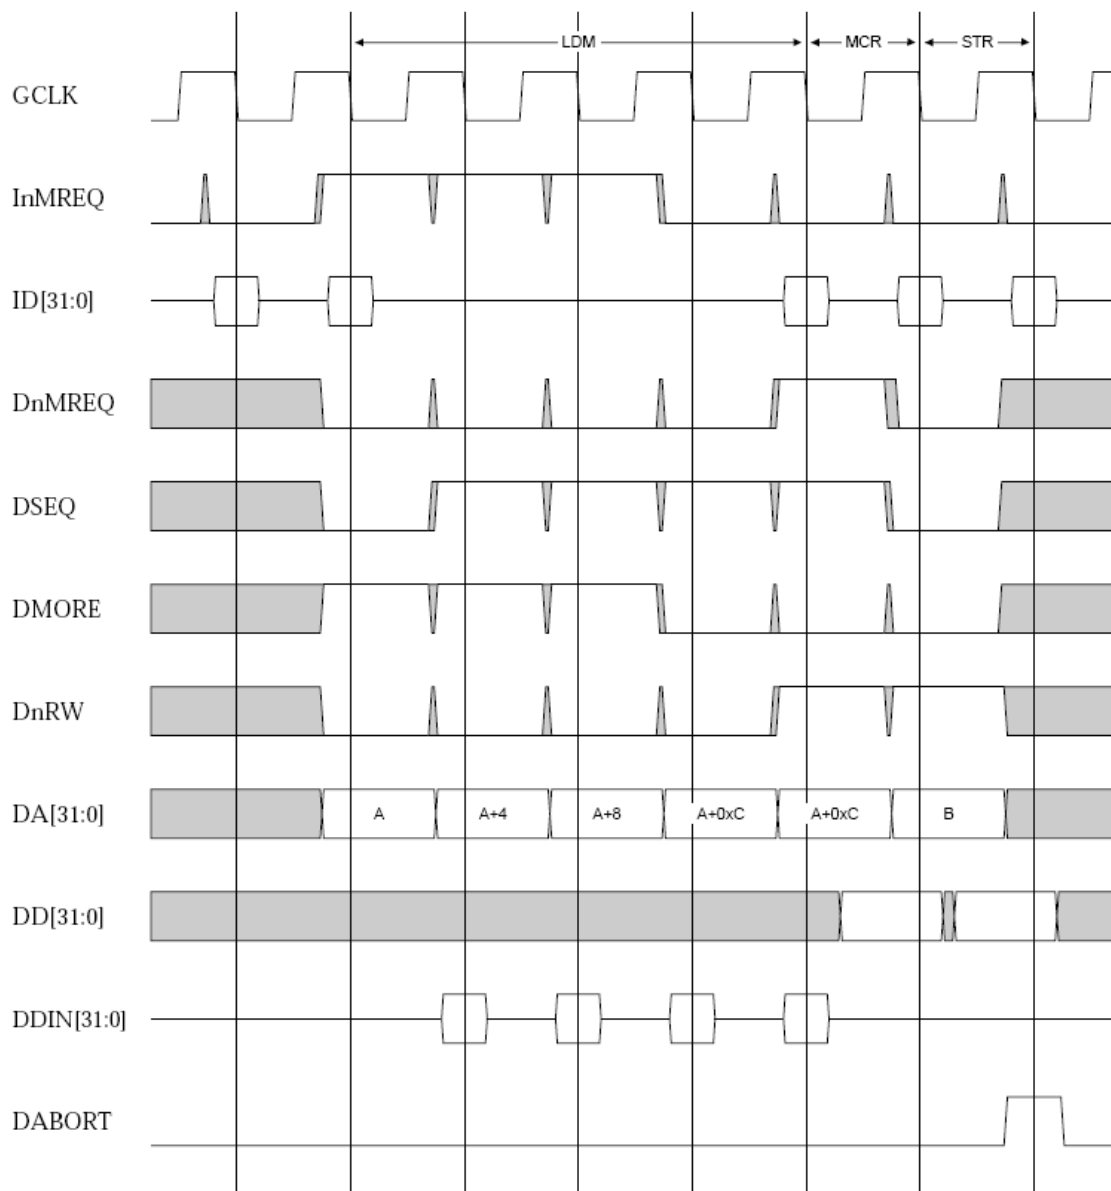 LDM MCR STR
GCLK
InMREQ
ID[31:0]
DnMREQ
DSEQ
DMORE
DnRW
DA[31:0] A A+4 A+8 A+0xC A+0xC B
DD[31:0]
DDIN[31:0]
DABORT